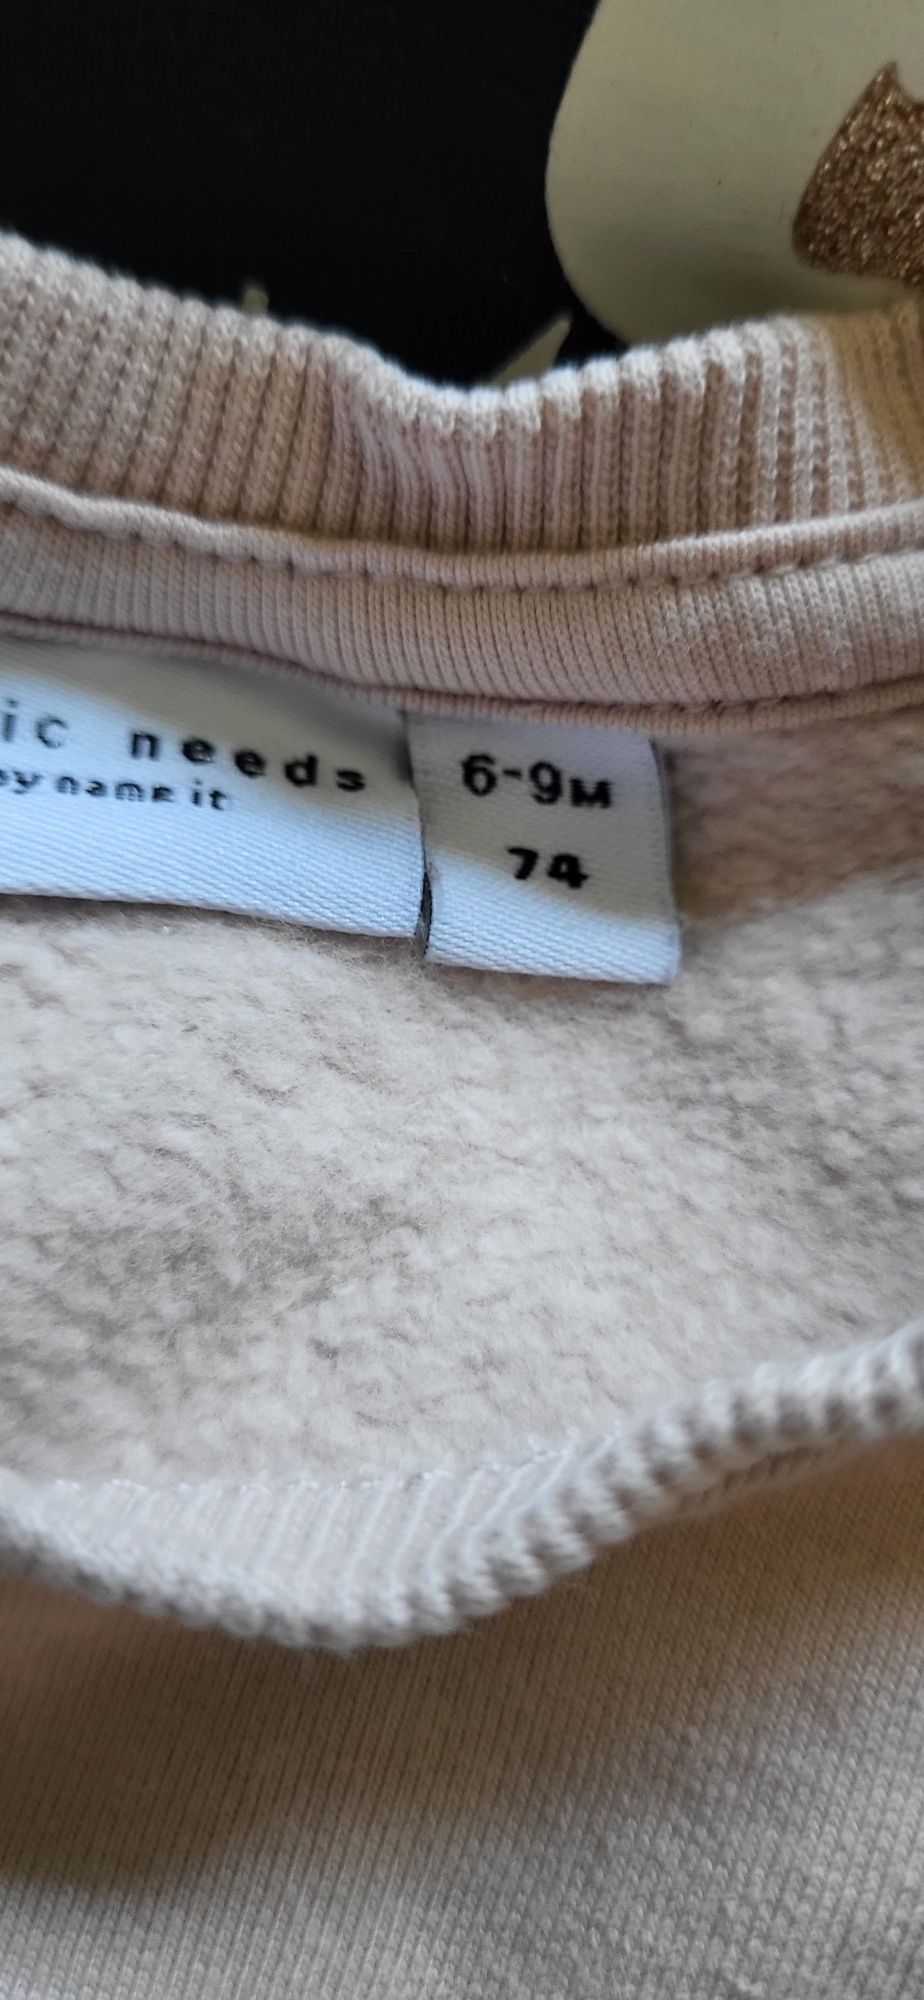 ic needs
by name it
6-9M
74